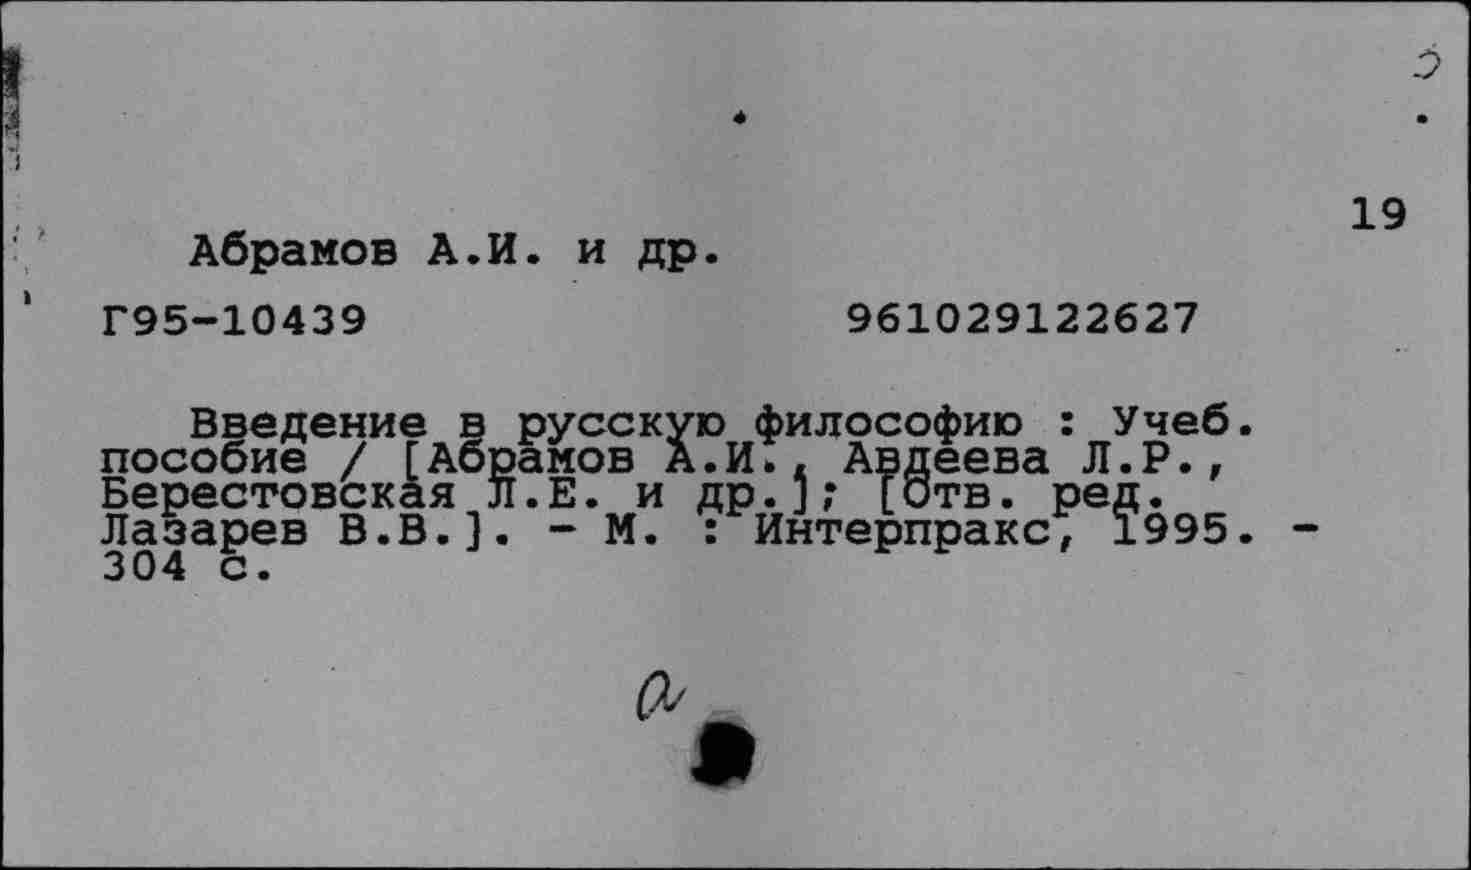 19
Абрамов А.И. и др.
Г95-10439 961029122627
Введение в русскую философию : Учеб.
пособие / [Абрамов А.И., Авдеева Л.Р.,
Берестовская Л.Е. и др.]; [Отв. ред.
Лазарев В.В.]. - М. : Интерпракс, 1995. -
304 с.